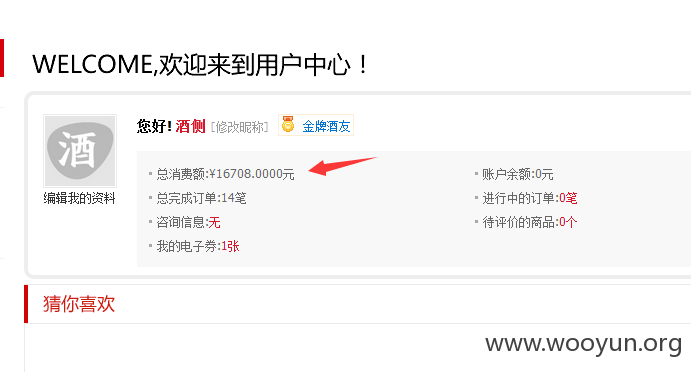 WELCOME,欢迎来到用户中心！
酒
您好! 酒侧 [修改昵称] 金牌酒友
总消费额:¥16708.0000元 账户余额:0元
编辑我的资料 总完成订单:14笔 进行中的订单:0笔
咨询信息:无 待评价的商品:0个
我的电子券:1张
猜你喜欢
www.wooyun.org